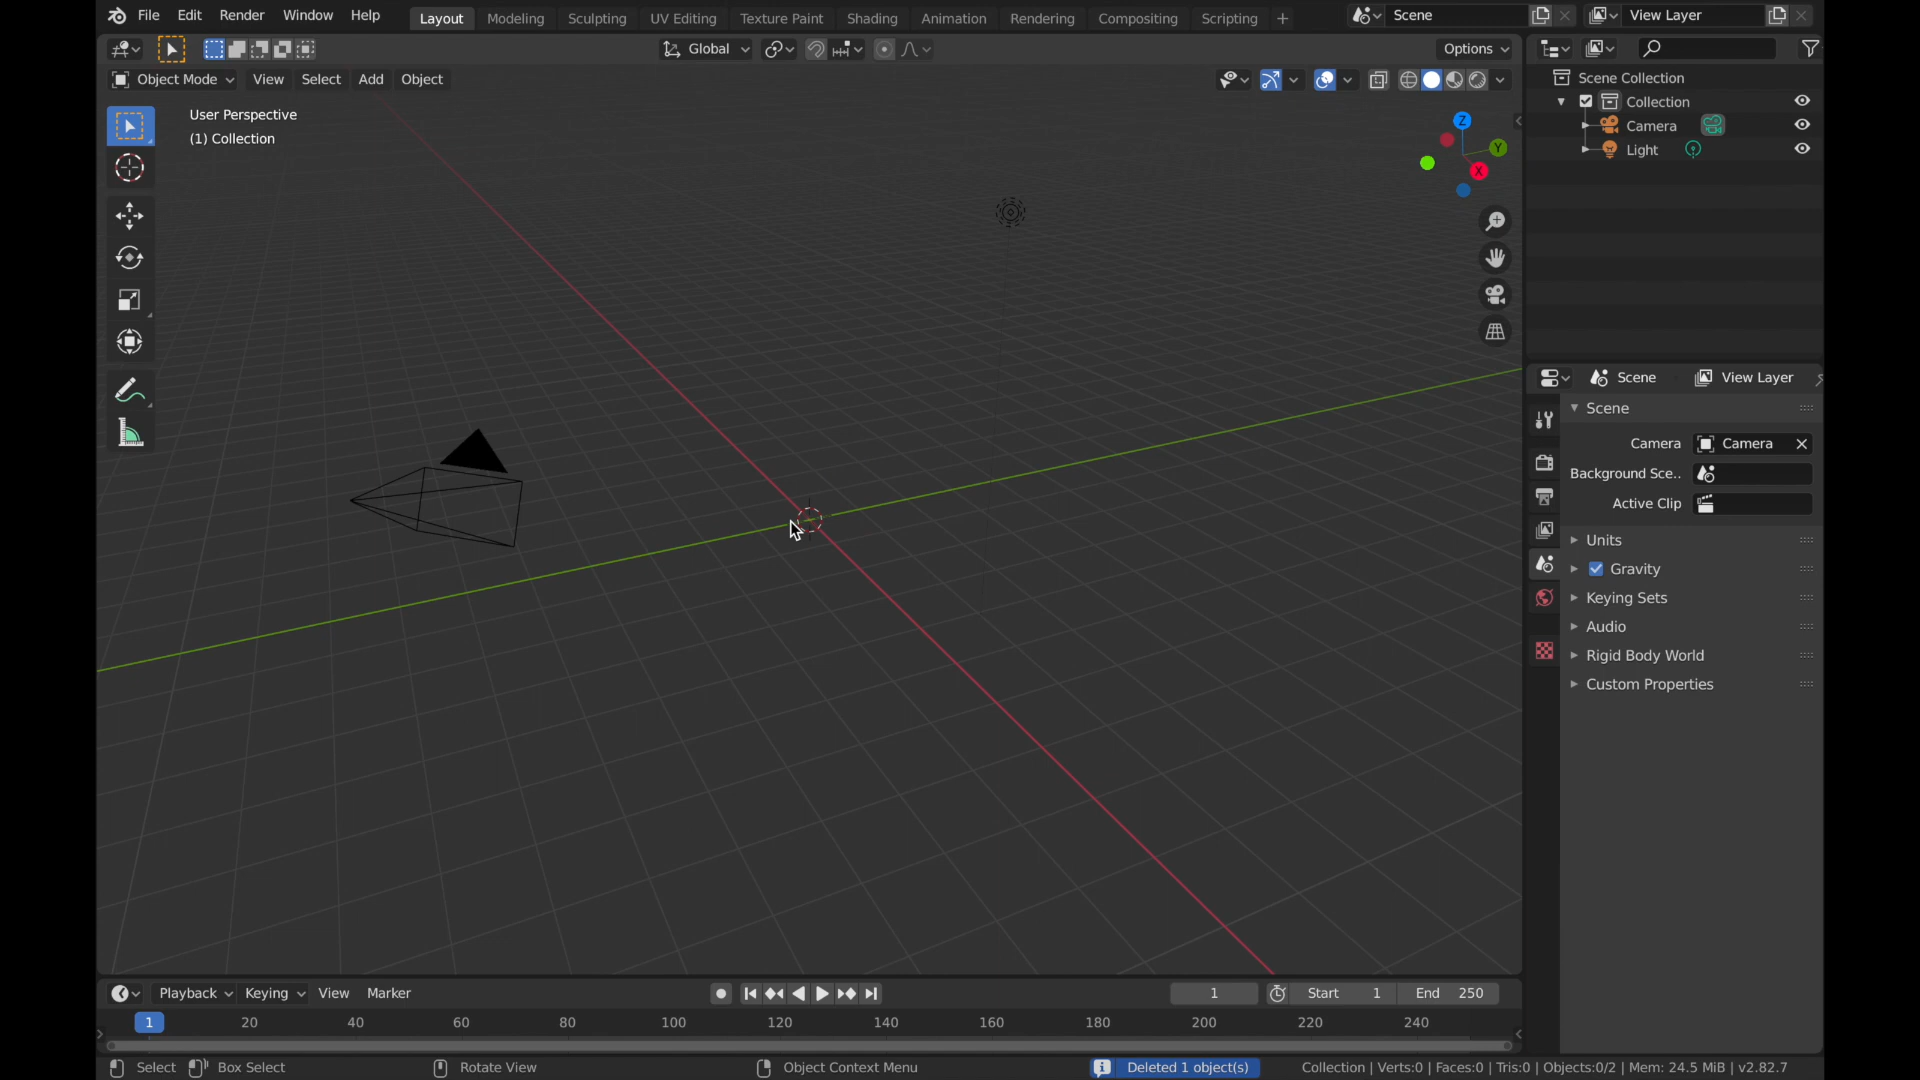 File Edit Render Window Help Layout Modeling Sculpting UV Editing Texture Paint Shading Animation Rendering Compositing Scripting + Scene View Layer
Global Options
Object Mode View Select Add Object
User Perspective
(1) Collection
Z
Y
X
Scene Collection
Collection
Camera
Light
Scene View Layer
Scene
Camera Camera
Background Sce..
Active Clip
Units
Gravity
Keying Sets
Audio
Rigid Body World
Custom Properties
Playback Keying View Marker 1 Start 1 End 250
1 20 40 60 80 100 120 140 160 180 200 220 240
Select Box Select Rotate View Object Context Menu Deleted 1 object(s) Collection | Verts:0 | Faces:0 | Tris:0 | Objects:0/2 | Mem: 24.5 MiB | v2.82.7